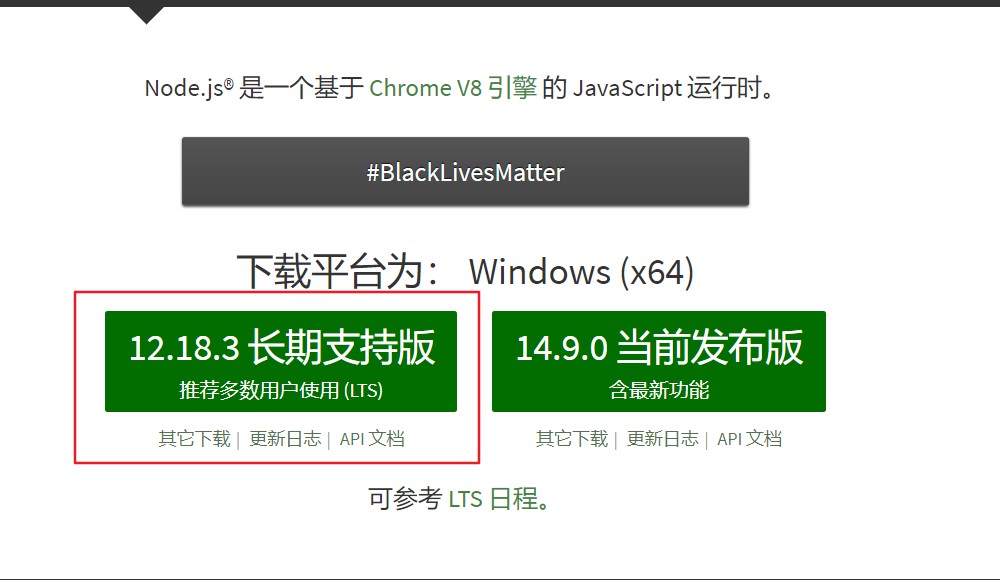 Node.js® 是一个基于 Chrome V8 引擎 的 JavaScript 运行时。
#BlackLivesMatter
下载平台为： Windows (x64)
12.18.3 长期支持版
推荐多数用户使用 (LTS)
其它下载 | 更新日志 | API 文档
14.9.0 当前发布版
含最新功能
其它下载 | 更新日志 | API 文档
可参考 LTS 日程。